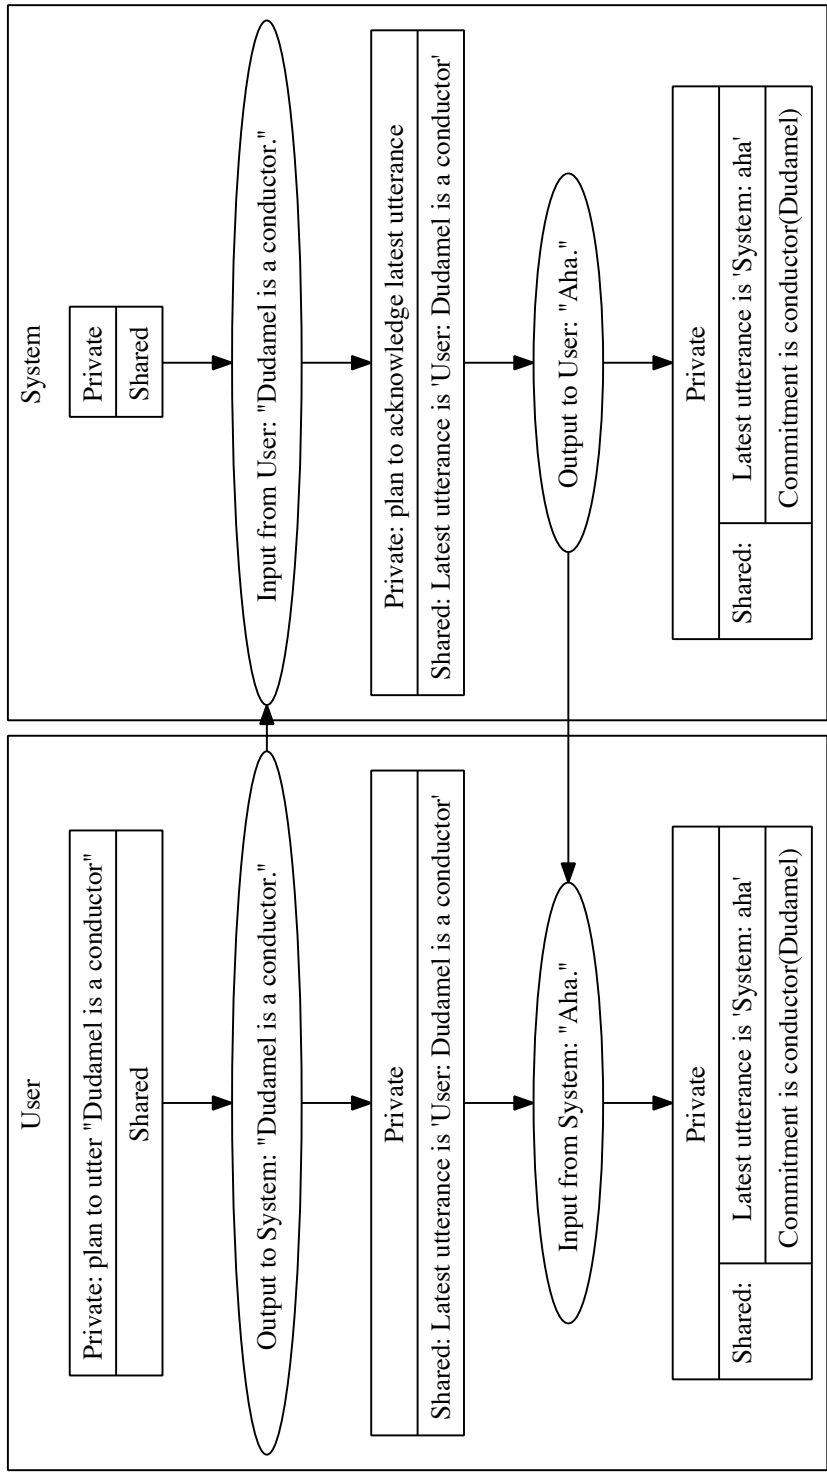 User
Private: plan to utter "Dudamel is a conductor"
Shared
Output to System: "Dudamel is a conductor."
Private
Shared: Latest utterance is 'User: Dudamel is a conductor'
Input from System: "Aha."
Private
Shared:
Latest utterance is 'System: aha'
Commitment is conductor(Dudamel)
System
Private
Shared
Input from User: "Dudamel is a conductor."
Private: plan to acknowledge latest utterance
Shared: Latest utterance is 'User: Dudamel is a conductor'
Output to User: "Aha."
Private
Shared:
Latest utterance is 'System: aha'
Commitment is conductor(Dudamel)